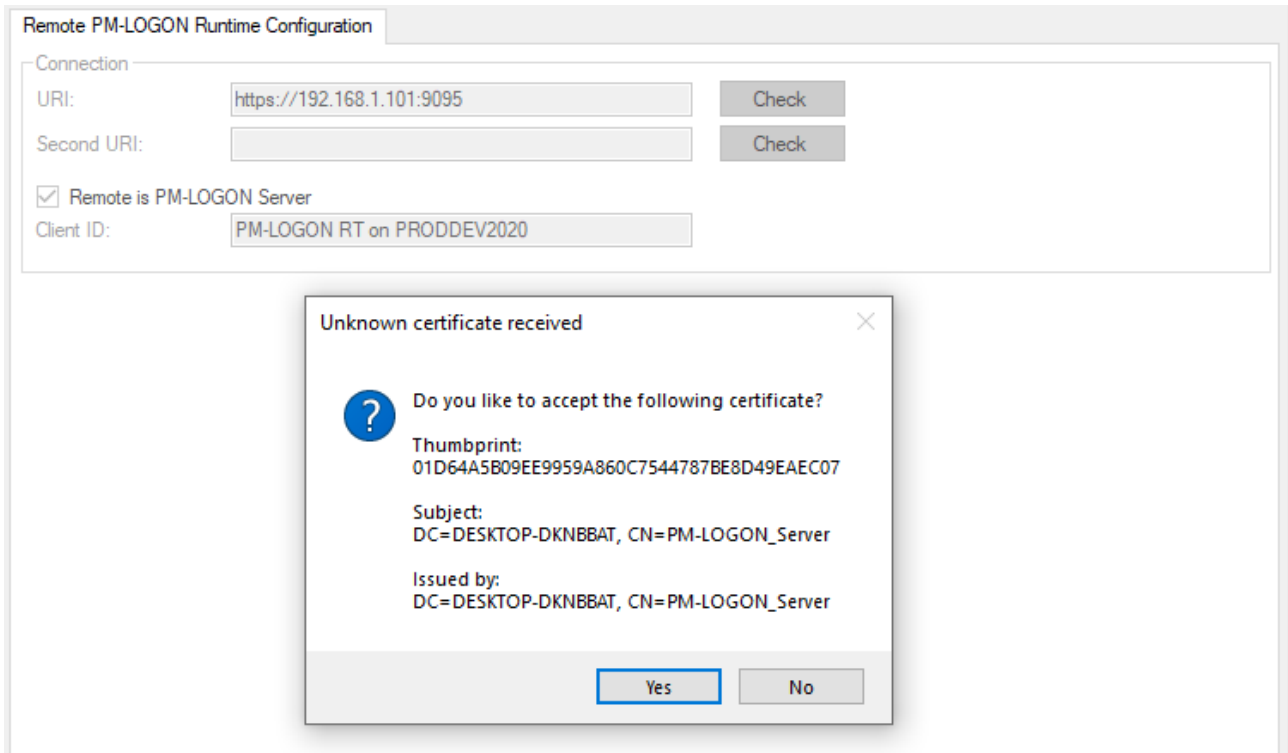 Remote PM-LOGON Runtime Configuration
Connection
URI: https://192.168.1.101:9095 Check
Second URI: Check
Remote is PM-LOGON Server
Client ID: PM-LOGON RT on PRODDEV2020
Unknown certificate received
Do you like to accept the following certificate?
Thumbprint:
01D64A5B09EE9959A860C7544787BE8D49EAEC07
Subject:
DC=DESKTOP-DKNBBAT, CN=PM-LOGON_Server
Issued by:
DC=DESKTOP-DKNBBAT, CN=PM-LOGON_Server
Yes No